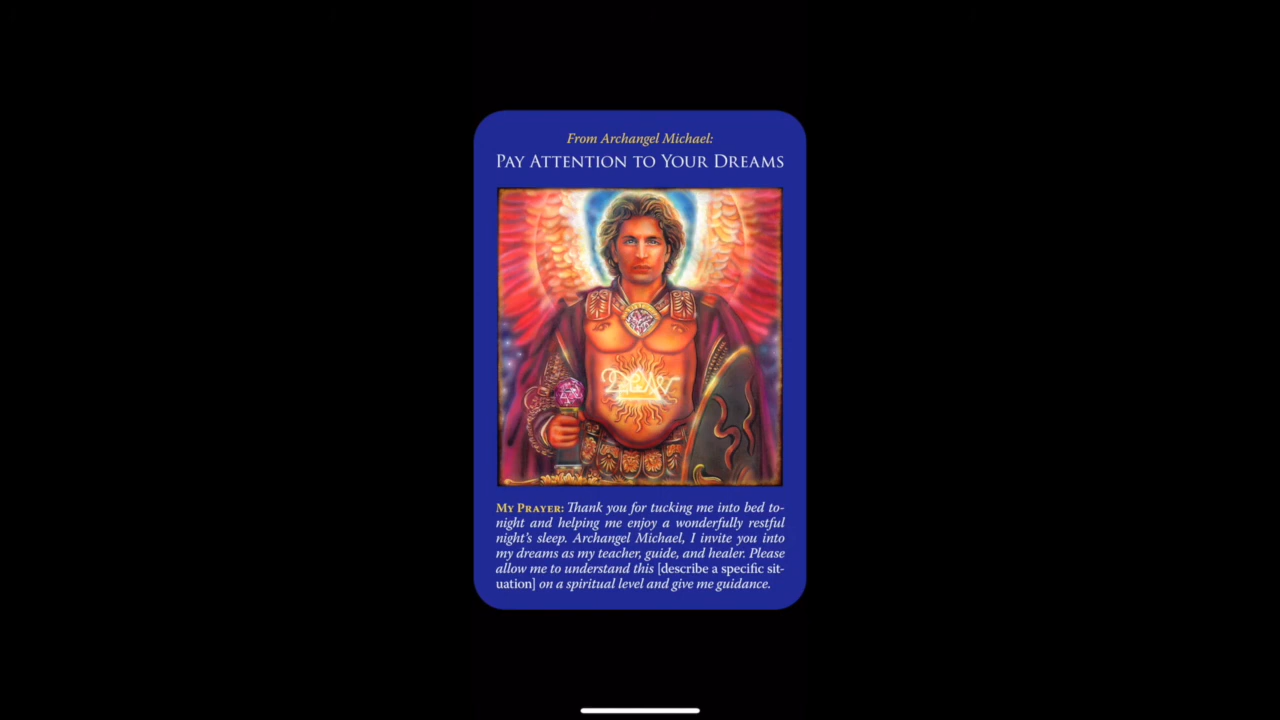 From Archangel Michael:
Pay Attention to Your Dreams
My Prayer: Thank you for tucking me into bed to-
night and helping me enjoy a wonderfully restful
night's sleep. Archangel Michael, I invite you into
my dreams as my teacher, guide, and healer. Please
allow me to understand this [describe a specific sit-
uation] on a spiritual level and give me guidance.